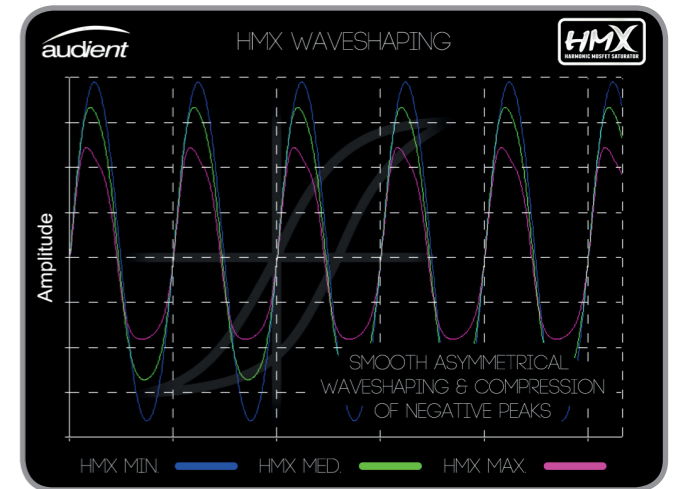 audient
HMX WAVESHAPING
HMX
HARMONIC MOSFET SATURATOR
Amplitude
SMOOTH ASYMMETRICAL
WAVESHAPING & COMPRESSION
OF NEGATIVE PEAKS
HMX MIN. HMX MED. HMX MAX.